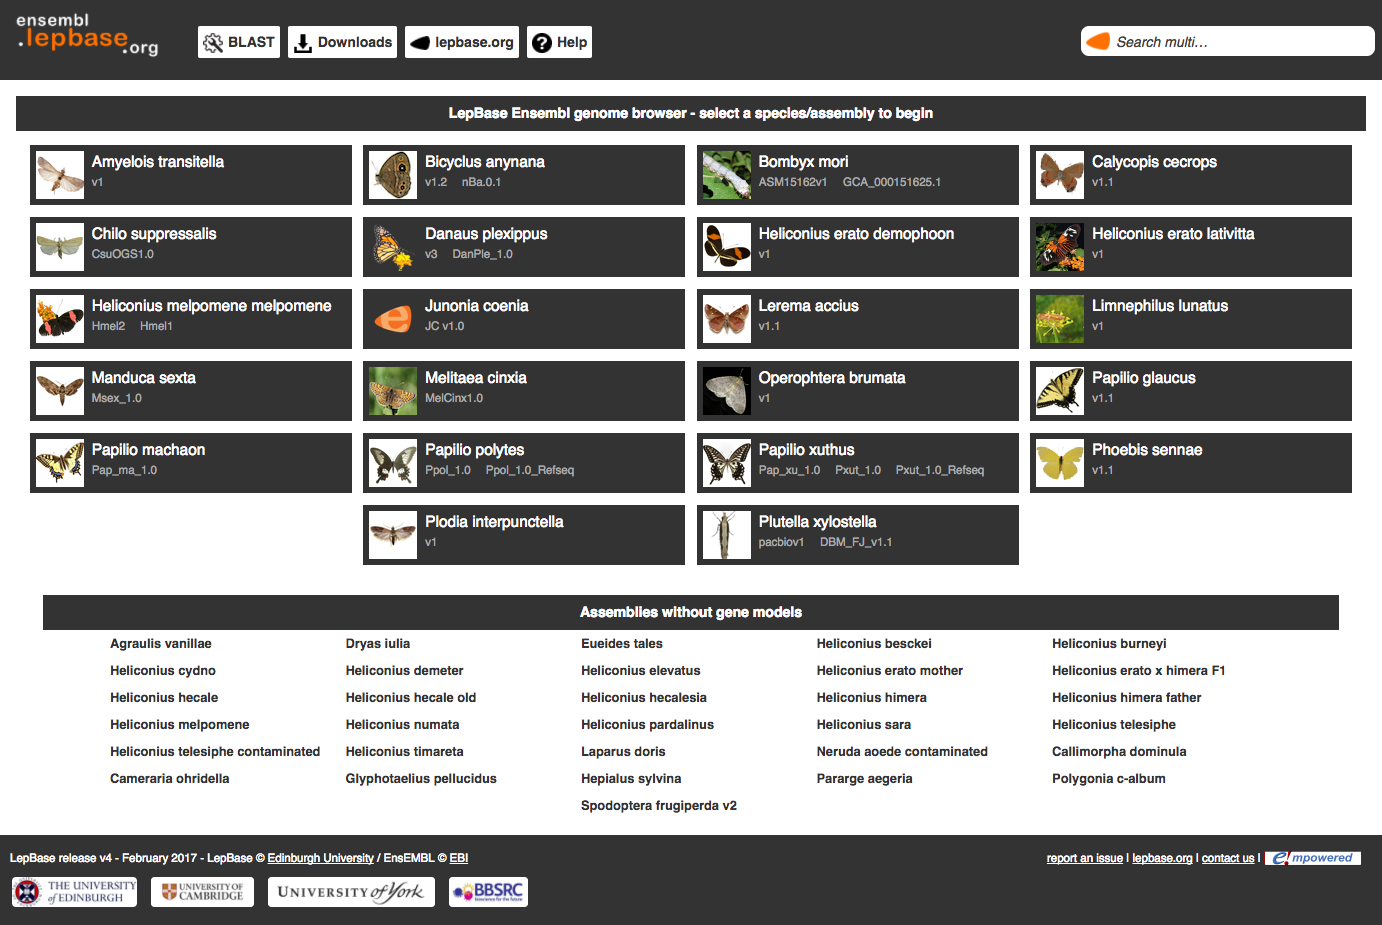 ensembl
.lepbase.org
BLAST Downloads lepbase.org Help
Search multi...
LepBase Ensembl genome browser - select a species/assembly to begin
Amyelois transitella
v1
Bicyclus anynana
v1.2 nBa.0.1
Bombyx mori
ASM15162v1 GCA_000151625.1
Calycopis cecrops
v1.1
Chilo suppressalis
CsuOGS1.0
Danaus plexippus
v3 DanPle_1.0
Heliconius erato demophoon
v1
Heliconius erato lativitta
v1
Heliconius melpomene melpomene
Hmel2 Hmel1
Junonia coenia
JC v1.0
Lerema accius
v1.1
Limnephilus lunatus
v1
Manduca sexta
Msex_1.0
Melitaea cinxia
MelCinx1.0
Operophtera brumata
v1
Papilio glaucus
v1.1
Papilio machaon
Pap_ma_1.0
Papilio polytes
Ppol_1.0 Ppol_1.0_Refseq
Papilio xuthus
Pap_xu_1.0 Pxut_1.0 Pxut_1.0_Refseq
Phoebis sennae
v1.1
Plodia interpunctella
v1
Plutella xylostella
pacbiov1 DBM_FJ_v1.1
Assemblies without gene models
Agraulis vanillae Dryas iulia Eueides tales Heliconius besckei Heliconius burneyi
Heliconius cydno Heliconius demeter Heliconius elevatus Heliconius erato mother Heliconius erato x himera F1
Heliconius hecale Heliconius hecale old Heliconius hecalesia Heliconius himera Heliconius himera father
Heliconius melpomene Heliconius numata Heliconius pardalinus Heliconius sara Heliconius telesiphe
Heliconius telesiphe contaminated Heliconius timareta Laparus doris Neruda aoede contaminated Callimorpha dominula
Cameraria ohridella Glyphotaelius pellucidus Hepialus sylvina Pararge aegeria Polygonia c-album
Spodoptera frugiperda v2
LepBase release v4 - February 2017 - LepBase © Edinburgh University / EnsEMBL © EBI
report an issue | lepbase.org | contact us | e!mpowered
THE UNIVERSITY
of EDINBURGH
UNIVERSITY OF
CAMBRIDGE
UNIVERSITY of York
BBSRC
bioscience for the future